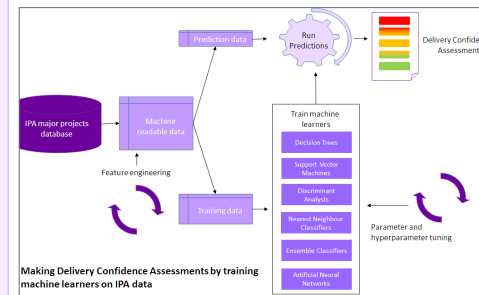 Prediction data
Run
Predictions
Delivery Confide
Assessment
IPA major projects
database
Machine
readable data
Feature engineering
Training data
Train machine
learners
Decision Trees
Support Vector
Machines
Discriminant
Analysis
Nearest Neighbour
Classifiers
Ensemble Classifiers
Artificial Neural
Networks
Parameter and
hyperparameter tuning
Making Delivery Confidence Assessments by training
machine learners on IPA data